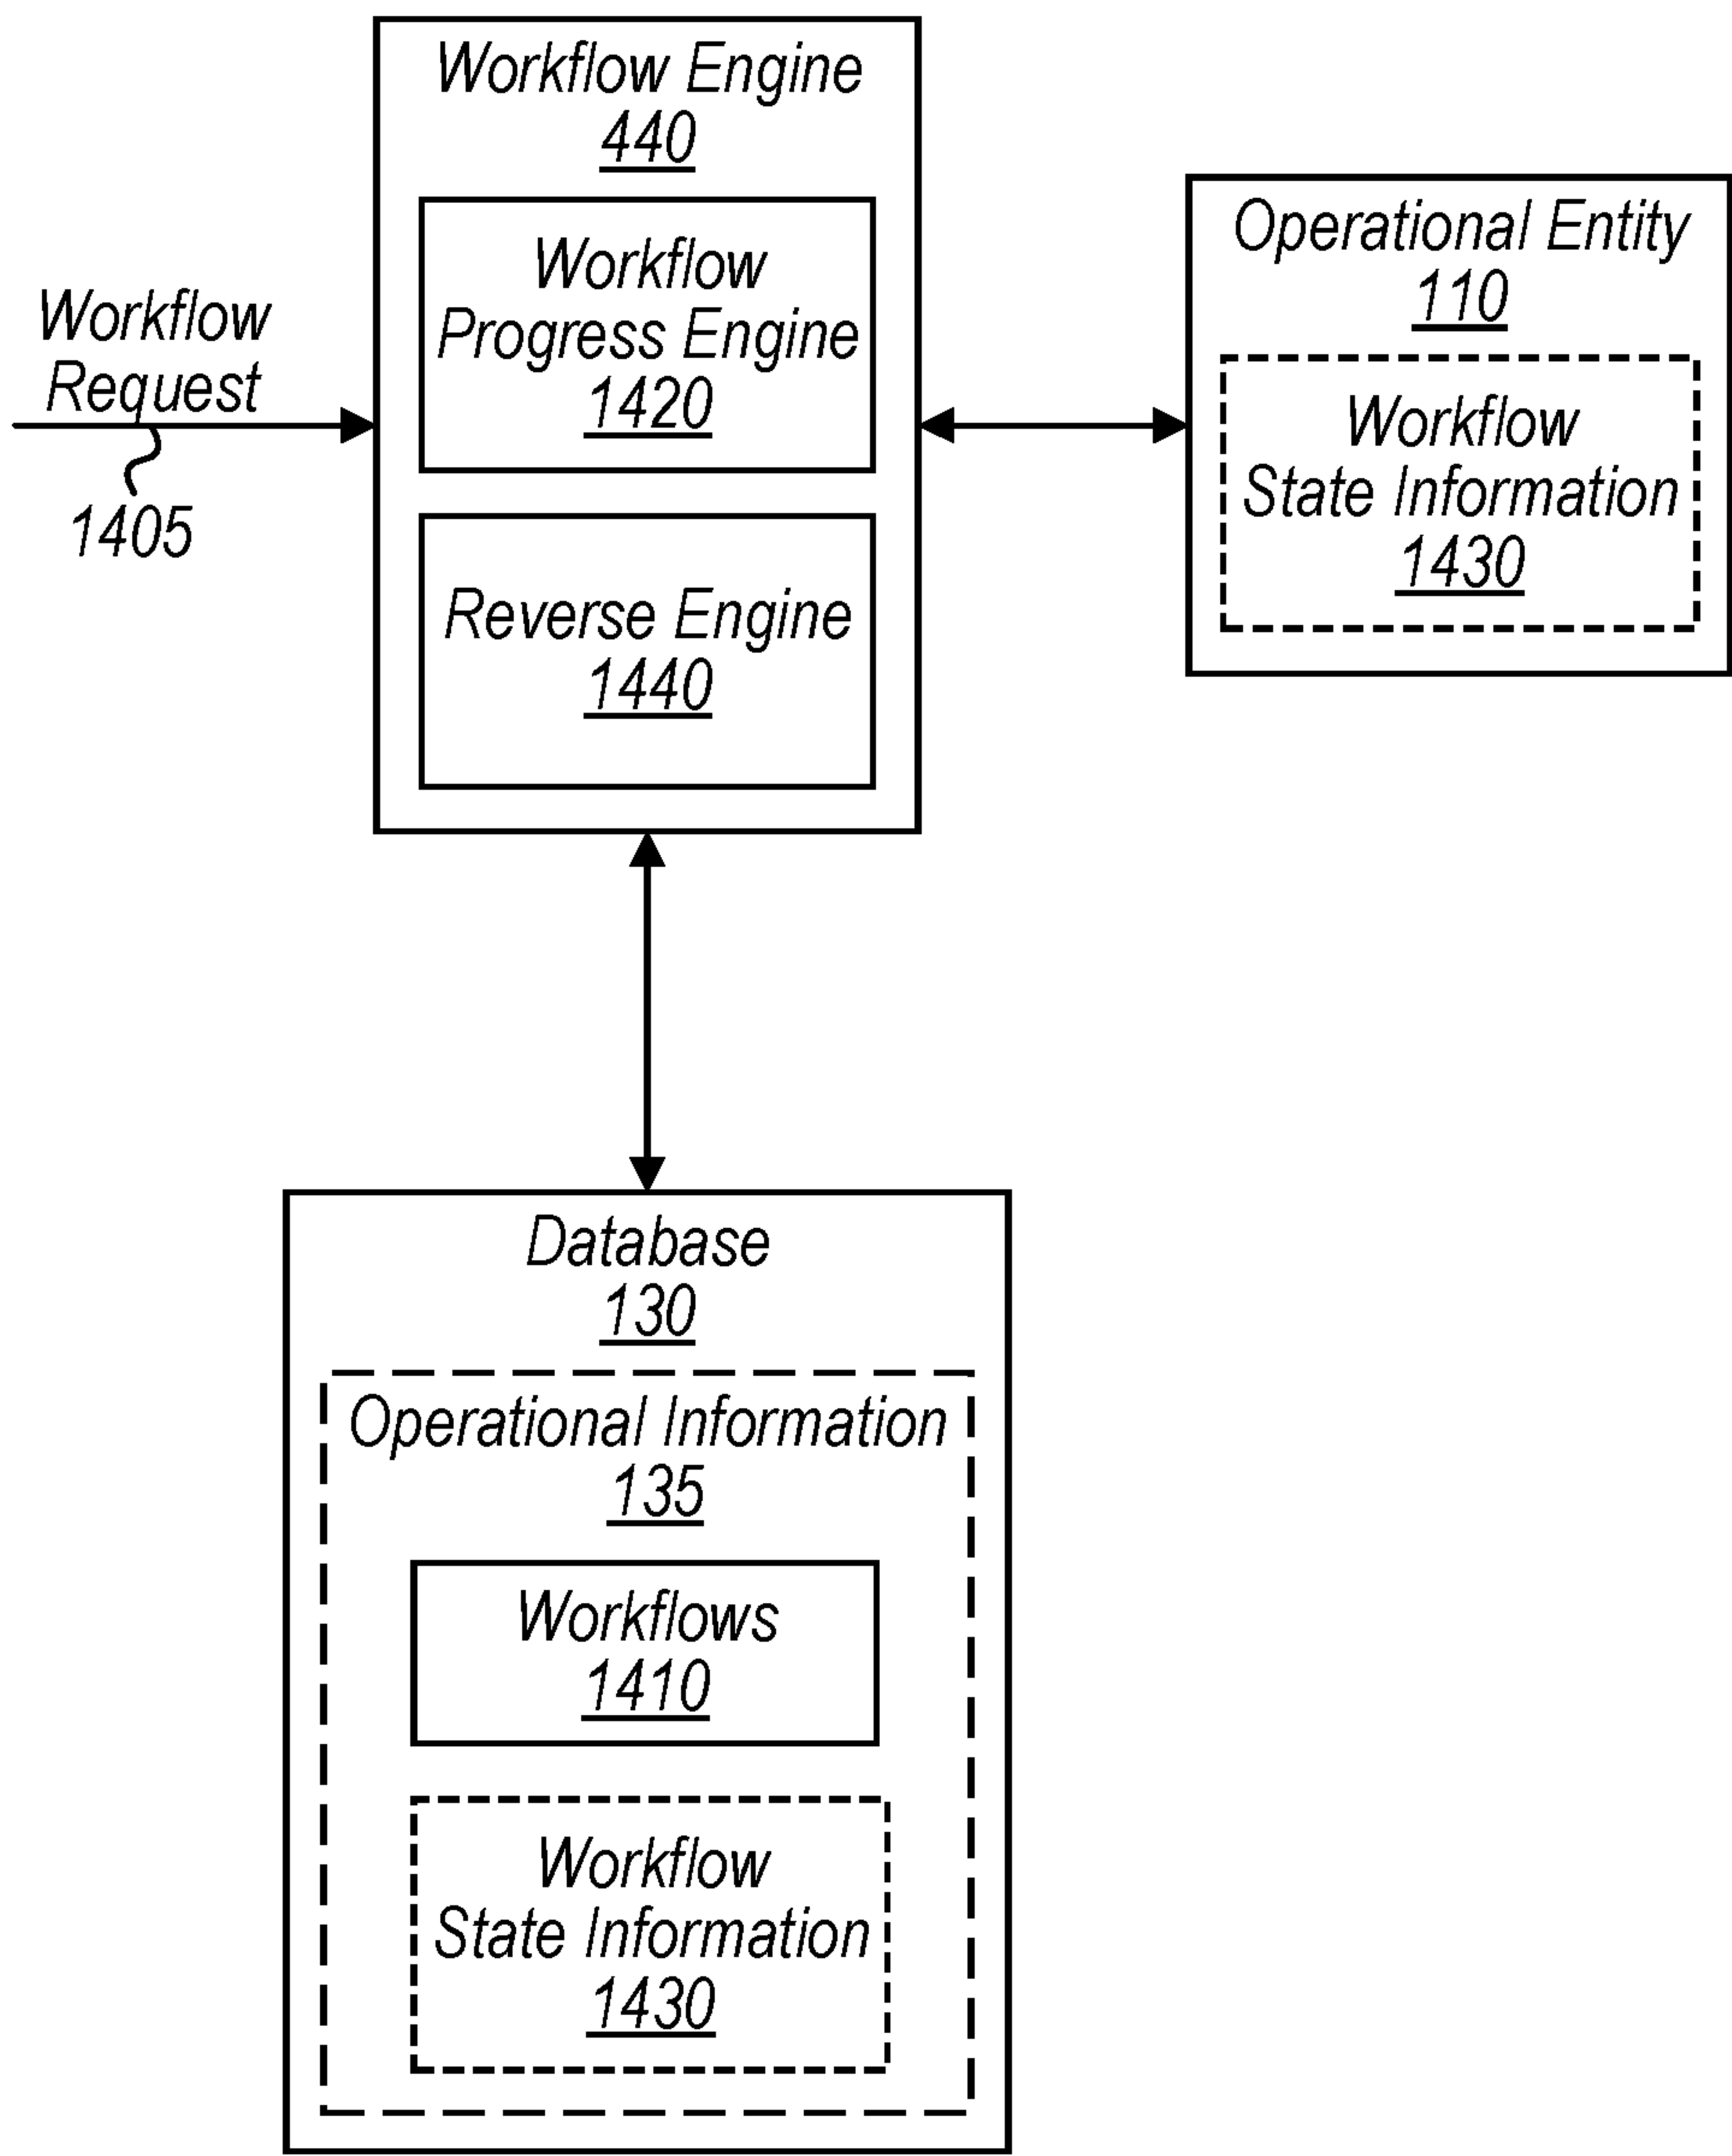 Workflow Engine
440
Workflow
Progress Engine
1420
Reverse Engine
1440
Workflow
Request
1405
Operational Entity
110
Workflow
State Information
1430
Database
130
Operational Information
135
Workflows
1410
Workflow
State Information
1430